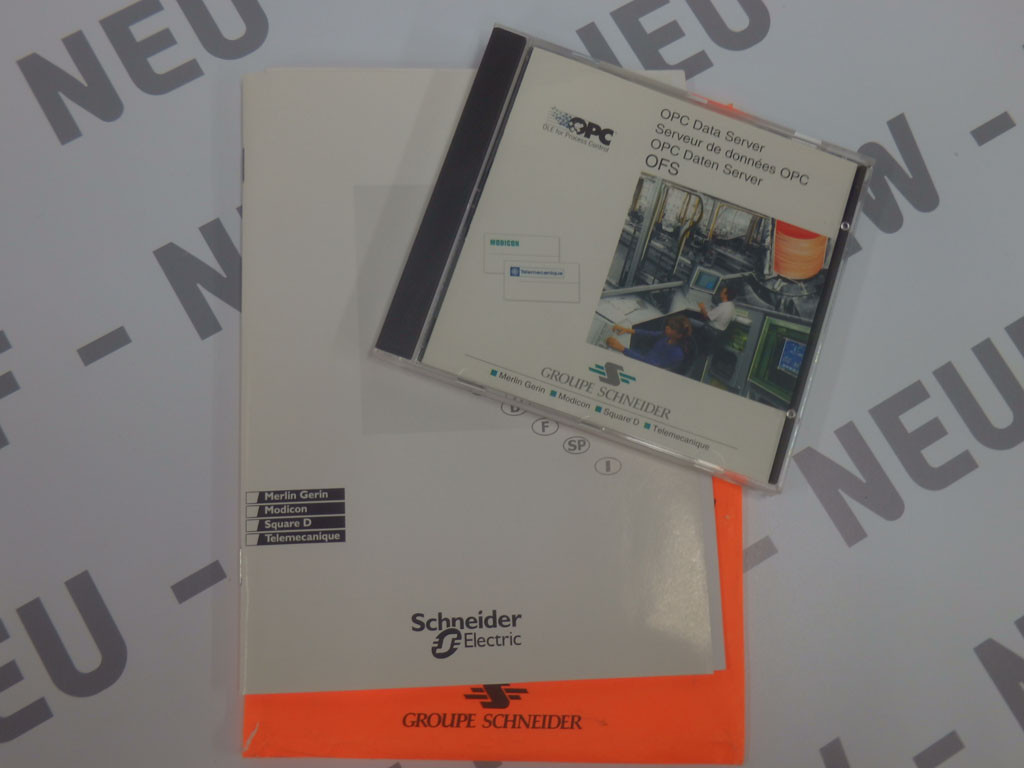 NEU
NEU
OPC
OLE for Process Control
OPC Data Server
Serveur de données OPC
OPC Daten Server
OFS
MODICON
Telemecanique
GROUPE SCHNEIDER
Merlin Gerin Modicon Square D Telemecanique
D
F
SP
I
Merlin Gerin
Modicon
Square D
Telemecanique
Schneider
Electric
GROUPE SCHNEIDER
NEU -
EU -